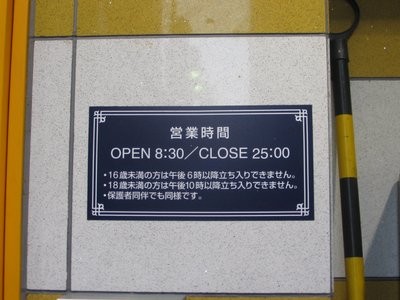 営業時間
OPEN 8:30／CLOSE 25:00
・16歳未満の方は午後6時以降立ち入りできません。
・18歳未満の方は午後10時以降立ち入りできません。
・保護者同伴でも同様です。